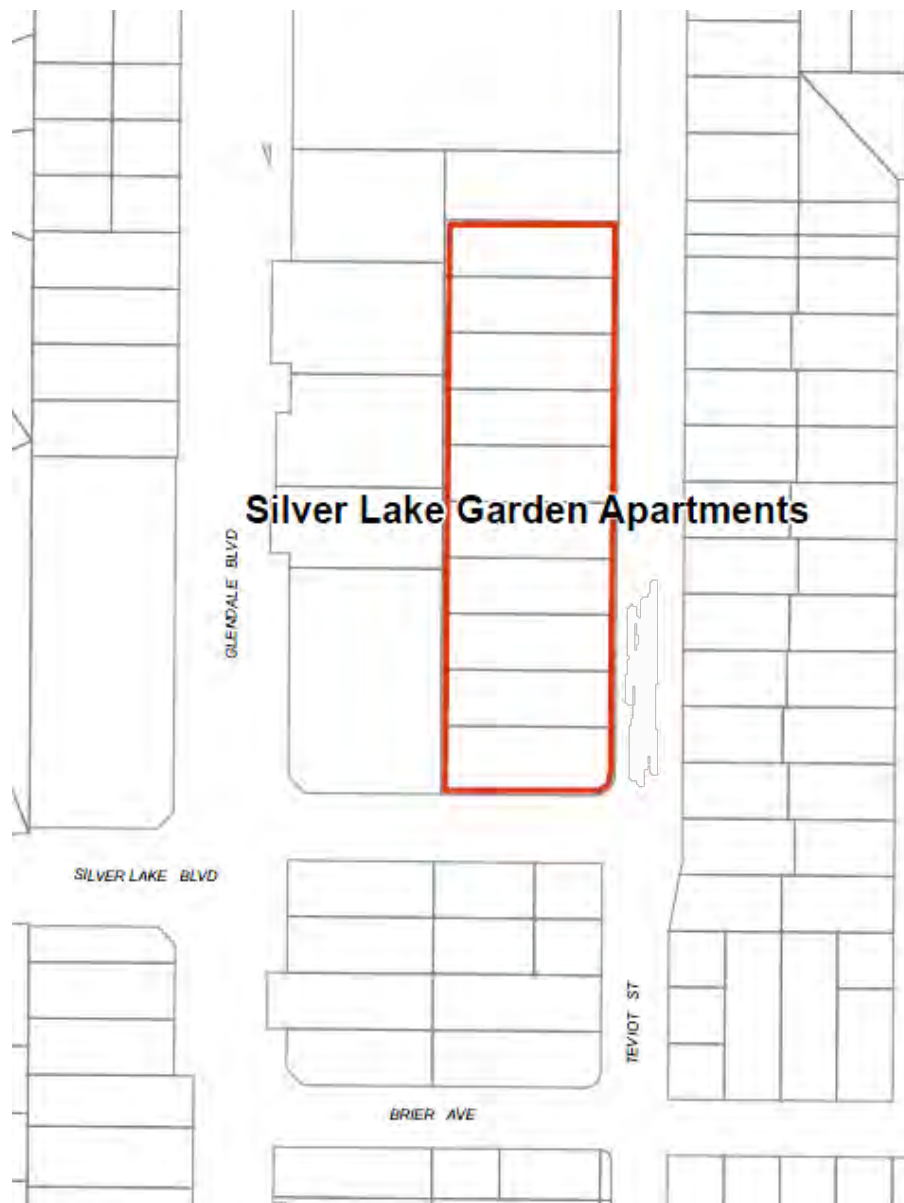 Silver Lake Garden Apartments
GLENDALE BLVD
SILVER LAKE BLVD
TEVIOT ST
BRIER AVE